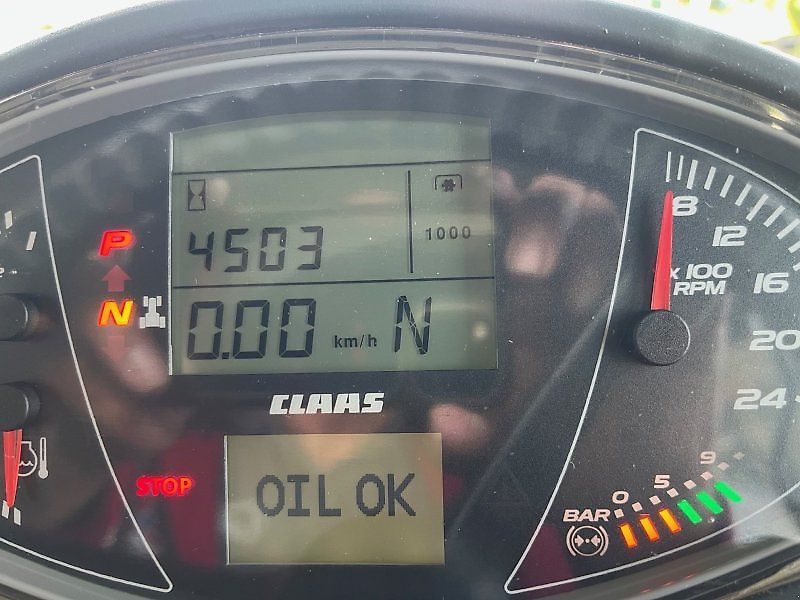 4503
1000
0.00 km/h N
P
N
CLAAS
STOP
OIL OK
8
12
x 100
RPM
16
20
24
BAR
0
5
9